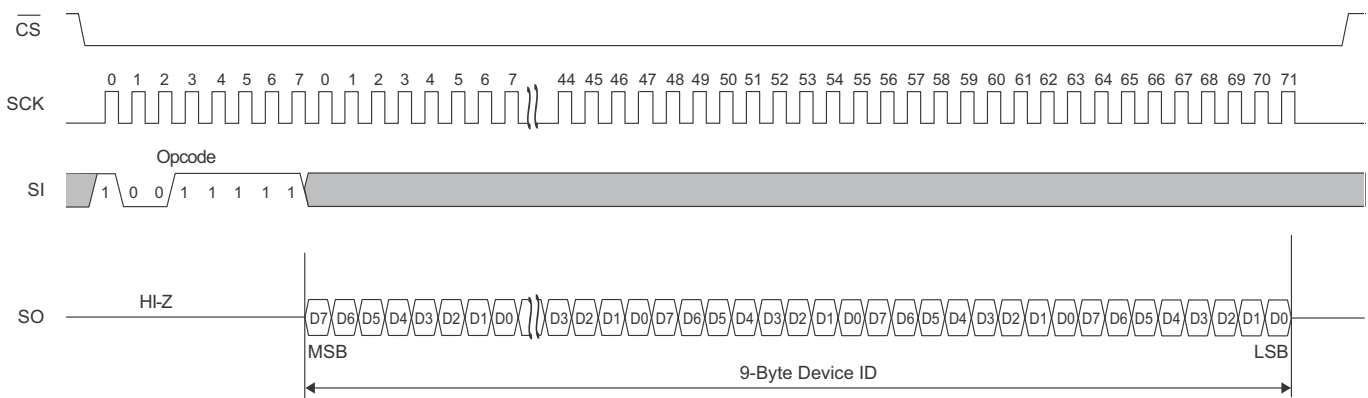 CS
0 1 2 3 4 5 6 7 0 1 2 3 4 5 6 7 44 45 46 47 48 49 50 51 52 53 54 55 56 57 58 59 60 61 62 63 64 65 66 67 68 69 70 71
SCK
Opcode
SI 1 0 0 1 1 1 1 1
HI-Z
SO D7 D6 D5 D4 D3 D2 D1 D0 D3 D2 D1 D0 D7 D6 D5 D4 D3 D2 D1 D0 D7 D6 D5 D4 D3 D2 D1 D0 D7 D6 D5 D4 D3 D2 D1 D0
MSB LSB
9-Byte Device ID